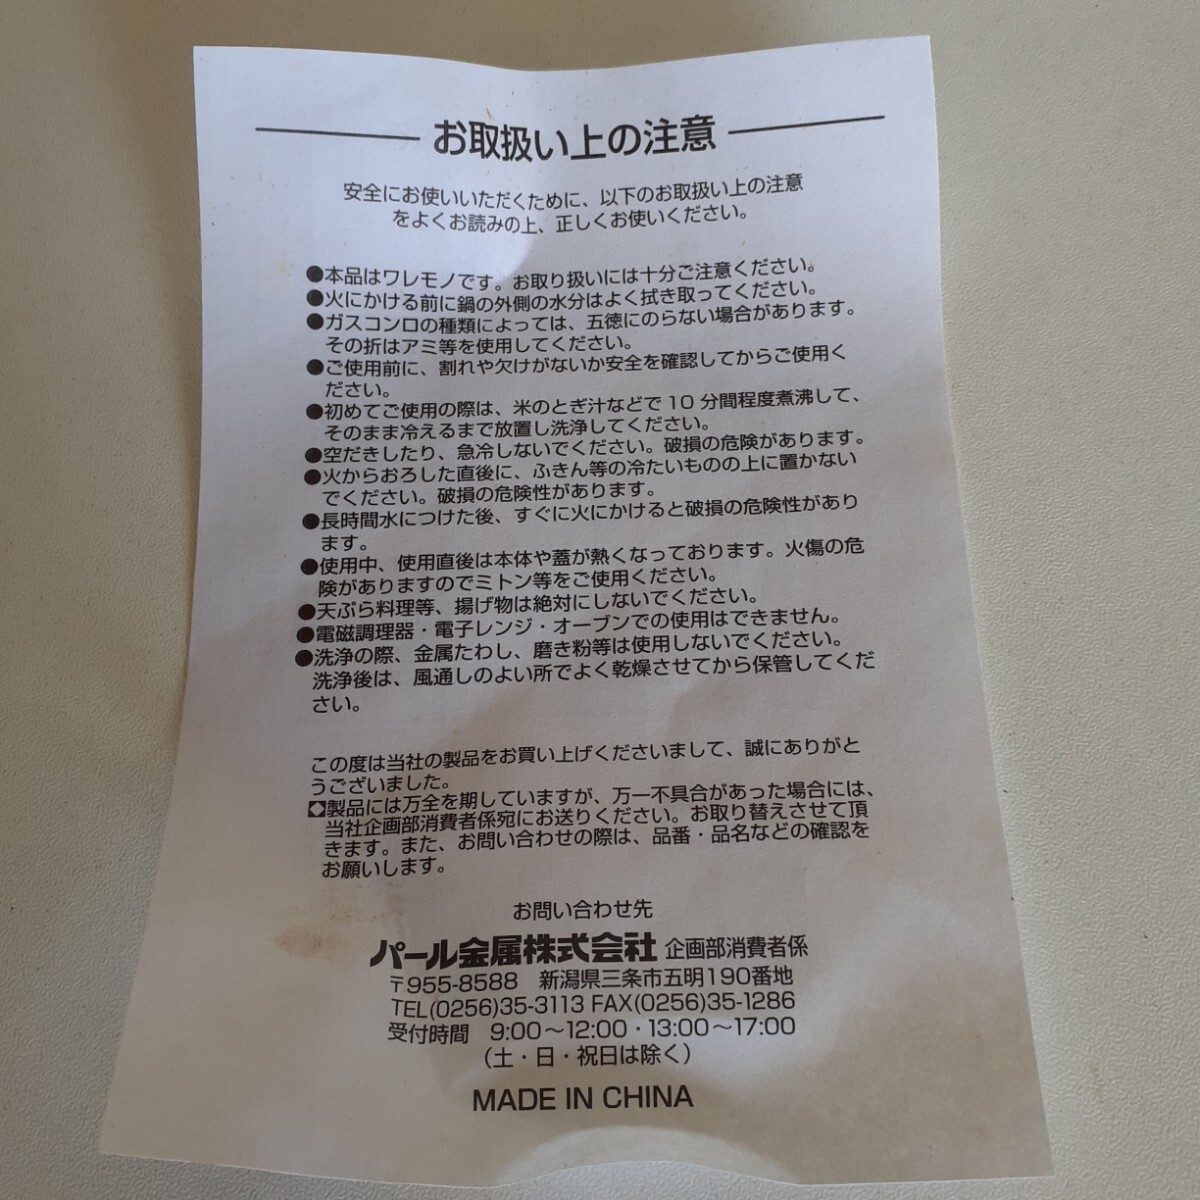 お取扱い上の注意
安全にお使いいただくために、以下のお取扱い上の注意
をよくお読みの上、正しくお使いください。
●本品はワレモノです。お取り扱いには十分ご注意ください。
●火にかける前に鍋の外側の水分はよく拭き取ってください。
●ガスコンロの種類によっては、五徳にのらない場合があります。
その折はアミ等を使用してください。
●ご使用前に、割れや欠けがないか安全を確認してからご使用く
ださい。
●初めてご使用の際は、米のとぎ汁などで10分間程度煮沸して、
そのまま冷えるまで放置し洗浄してください。
●空だきしたり、急冷しないでください。破損の危険があります。
●火からおろした直後に、ふきん等の冷たいものの上に置かない
でください。破損の危険性があります。
●長時間水につけた後、すぐに火にかけると破損の危険性があり
ます。
●使用中、使用直後は本体や蓋が熱くなっております。火傷の危
険がありますのでミトン等をご使用ください。
●天ぷら料理等、揚げ物は絶対にしないでください。
●電磁調理器・電子レンジ・オーブンでの使用はできません。
●洗浄の際、金属たわし、磨き粉等は使用しないでください。
洗浄後は、風通しのよい所でよく乾燥させてから保管してくだ
さい。
この度は当社の製品をお買い上げくださいまして、誠にありがと
うございました。
◆製品には万全を期していますが、万一不具合があった場合には、
当社企画部消費者係宛にお送りください。お取り替えさせて頂
きます。また、お問い合わせの際は、品番・品名などの確認を
お願いします。
お問い合わせ先
パール金属株式会社 企画部消費者係
〒955-8588 新潟県三条市五明190番地
TEL(0256)35-3113 FAX(0256)35-1286
受付時間 9:00～12:00・13:00～17:00
(土・日・祝日は除く)
MADE IN CHINA